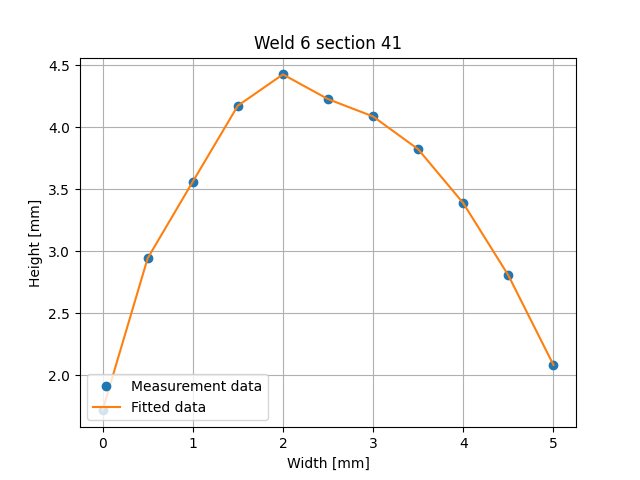 Weld 6 section 41
4.5
4.0
3.5
3.0
2.5
2.0
Height [mm]
Measurement data
Fitted data
0 1 2 3 4 5
Width [mm]